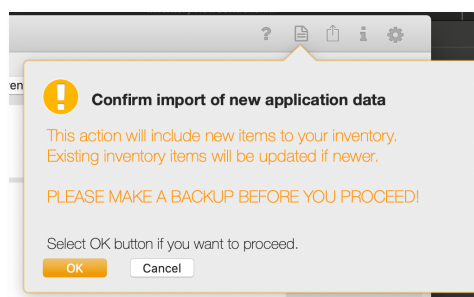 ?
i
en
!
Confirm import of new application data
This action will include new items to your inventory.
Existing inventory items will be updated if newer.
PLEASE MAKE A BACKUP BEFORE YOU PROCEED!
Select OK button if you want to proceed.
OK
Cancel